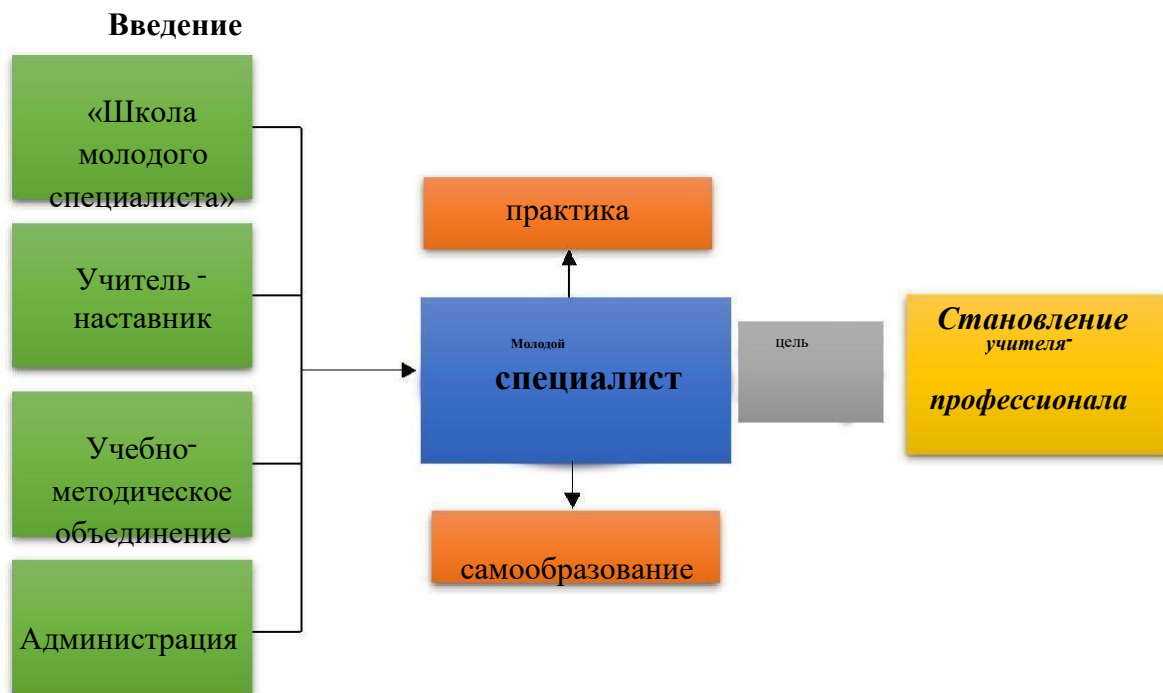 Введение
«Школа
молодого
специалиста»
Учитель -
наставник
Учебно-
методическое
объединение
Администрация
практика
Молодой
специалист
самообразование
цель
Становление
учителя-
профессионала